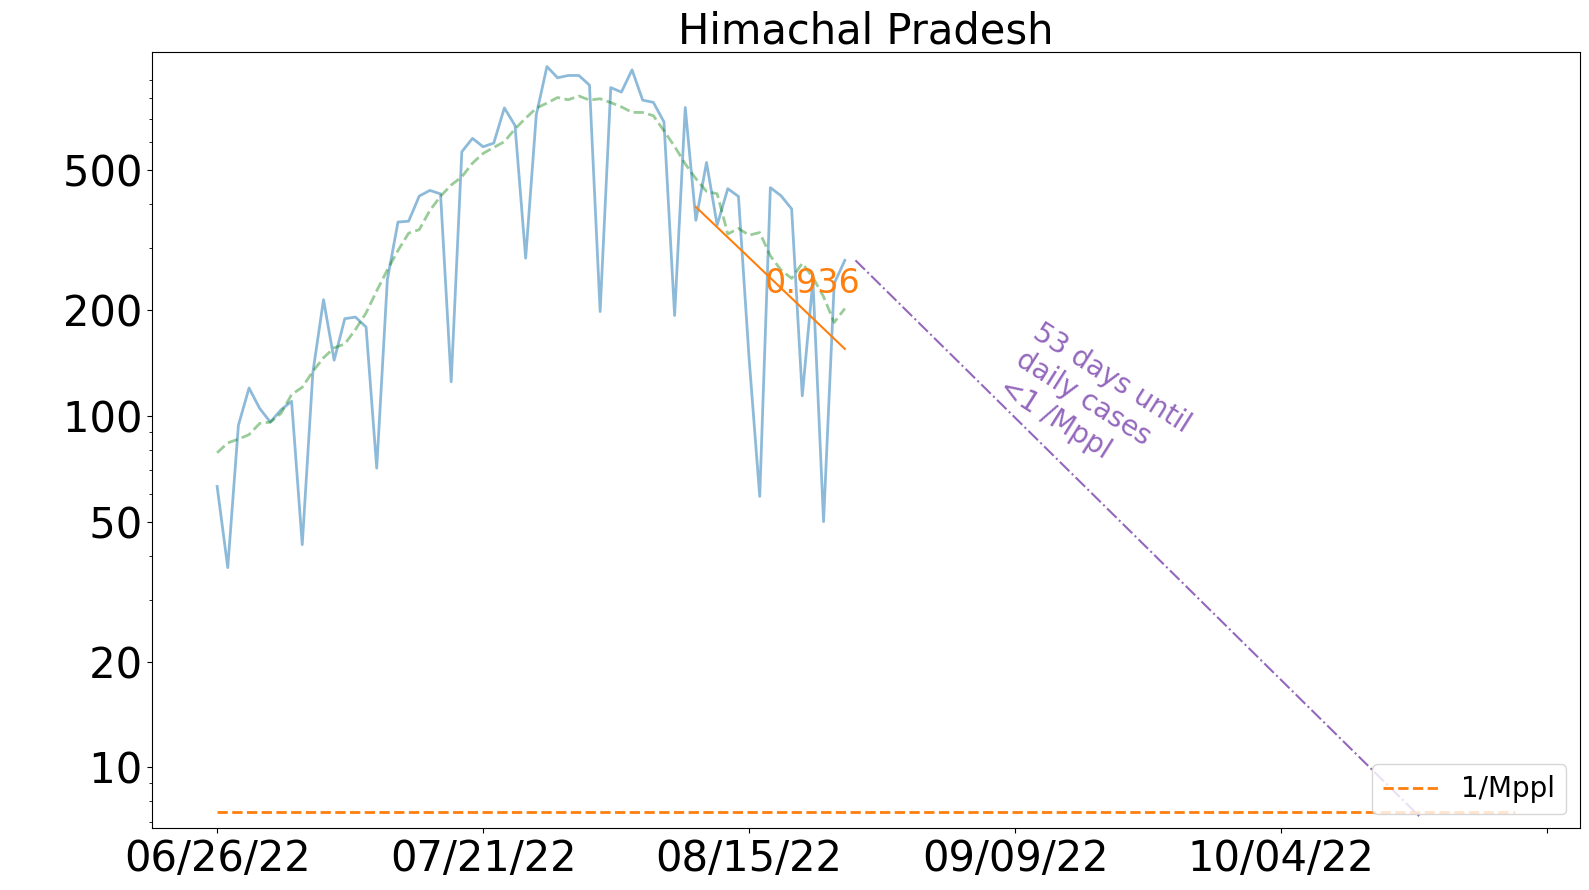 Himachal Pradesh
500
200
100
50
20
10
0.936
53 days until
daily cases
<1 /Mppl
1/Mppl
06/26/22
07/21/22
08/15/22
09/09/22
10/04/22